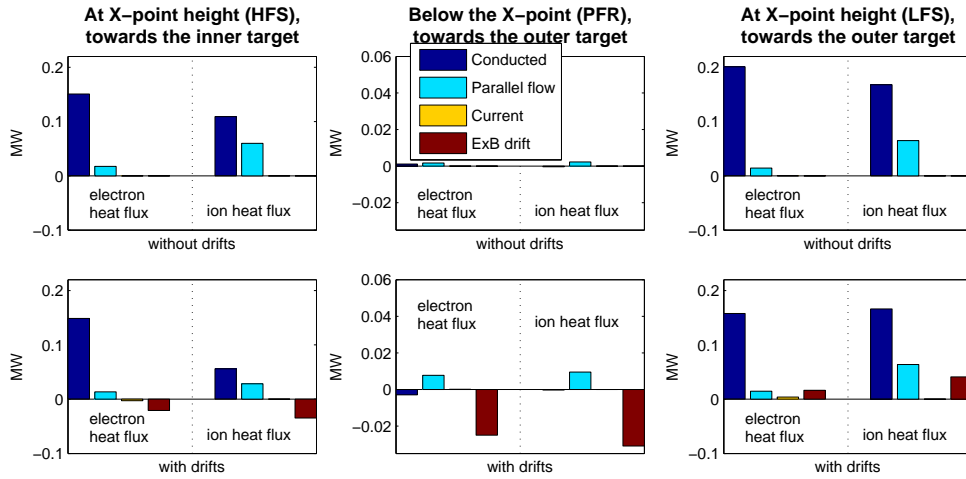 At X−point height (HFS),
towards the inner target
Below the X−point (PFR),
towards the outer target
At X−point height (LFS),
towards the outer target
MW
0.2
0.1
0
−0.1
electron
heat flux
ion heat flux
without drifts
MW
0.06
0.04
0.02
0
−0.02
Conducted
Parallel flow
Current
ExB drift
electron
heat flux
ion heat flux
without drifts
MW
0.2
0.1
0
−0.1
electron
heat flux
ion heat flux
without drifts
MW
0.2
0.1
0
−0.1
electron
heat flux
ion heat flux
with drifts
MW
0.06
0.04
0.02
0
−0.02
electron
heat flux
ion heat flux
with drifts
MW
0.2
0.1
0
−0.1
electron
heat flux
ion heat flux
with drifts